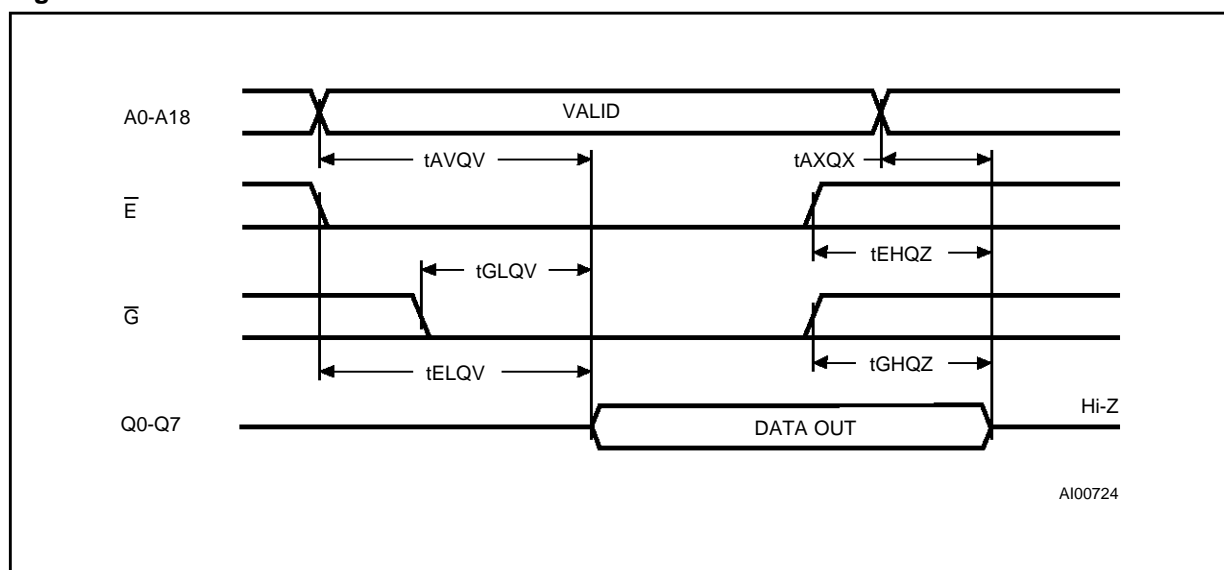 A0-A18
VALID
tAVQV
tAXQX
E
tEHQZ
tGLQV
G
tGHQZ
tELQV
Hi-Z
Q0-Q7
DATA OUT
AI00724